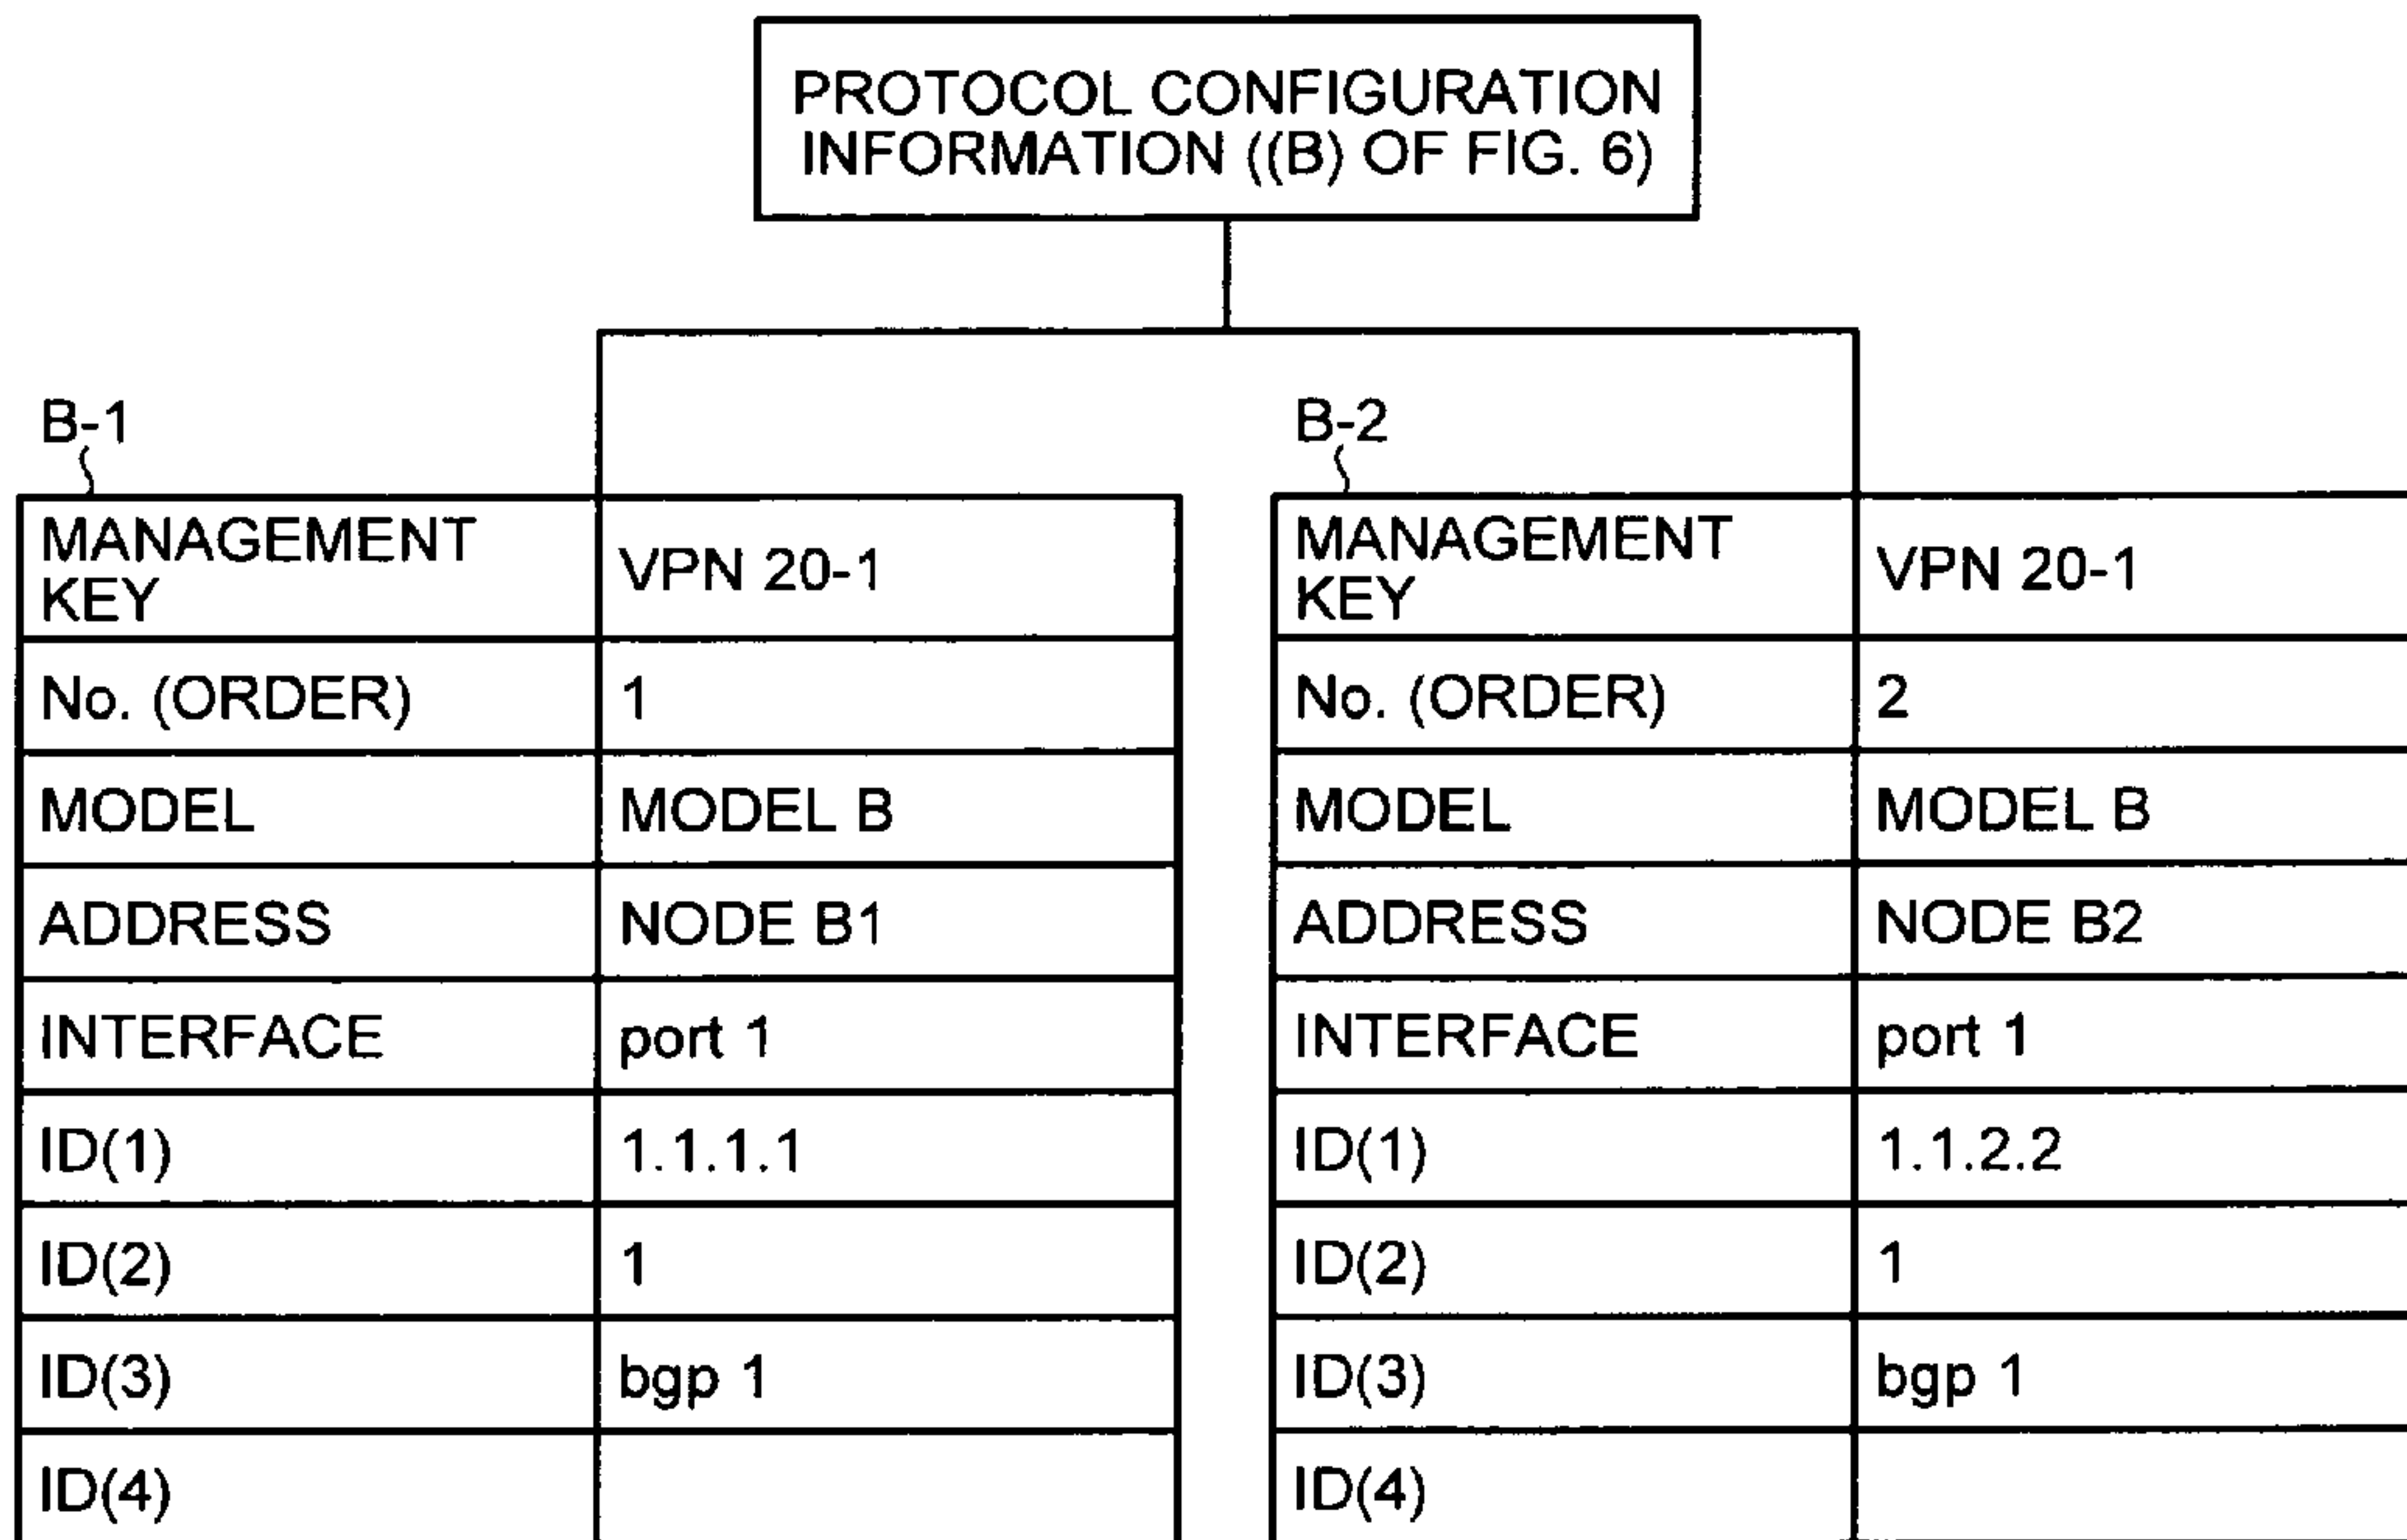 PROTOCOL CONFIGURATION
INFORMATION ((B) OF FIG. 6)
B-1
MANAGEMENT
KEY
VPN 20-1
No. (ORDER)
1
MODEL
MODEL B
ADDRESS
NODE B1
INTERFACE
port 1
ID(1)
1.1.1.1
ID(2)
1
ID(3)
bgp 1
ID(4)
B-2
MANAGEMENT
KEY
VPN 20-1
No. (ORDER)
2
MODEL
MODEL B
ADDRESS
NODE B2
INTERFACE
port 1
ID(1)
1.1.2.2
ID(2)
1
ID(3)
bgp 1
ID(4)